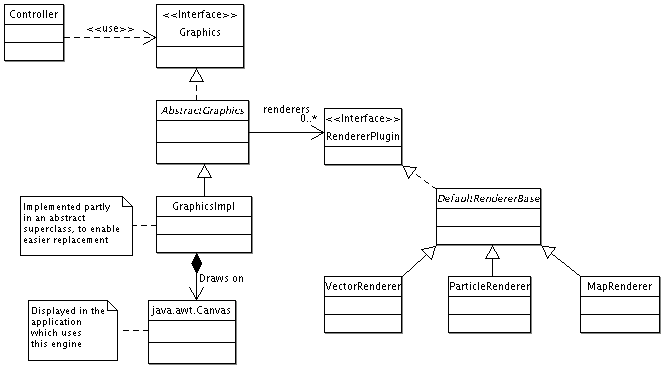 Controller
<<Interface>>
Graphics
<<use>>
AbstractGraphics
renderers
0..*
<<Interface>>
RendererPlugin
Implemented partly
in an abstract
superclass, to enable
easier replacement
GraphicsImpl
DefaultRendererBase
Draws on
VectorRenderer
ParticleRenderer
MapRenderer
Displayed in the
application
which uses
this engine
java.awt.Canvas